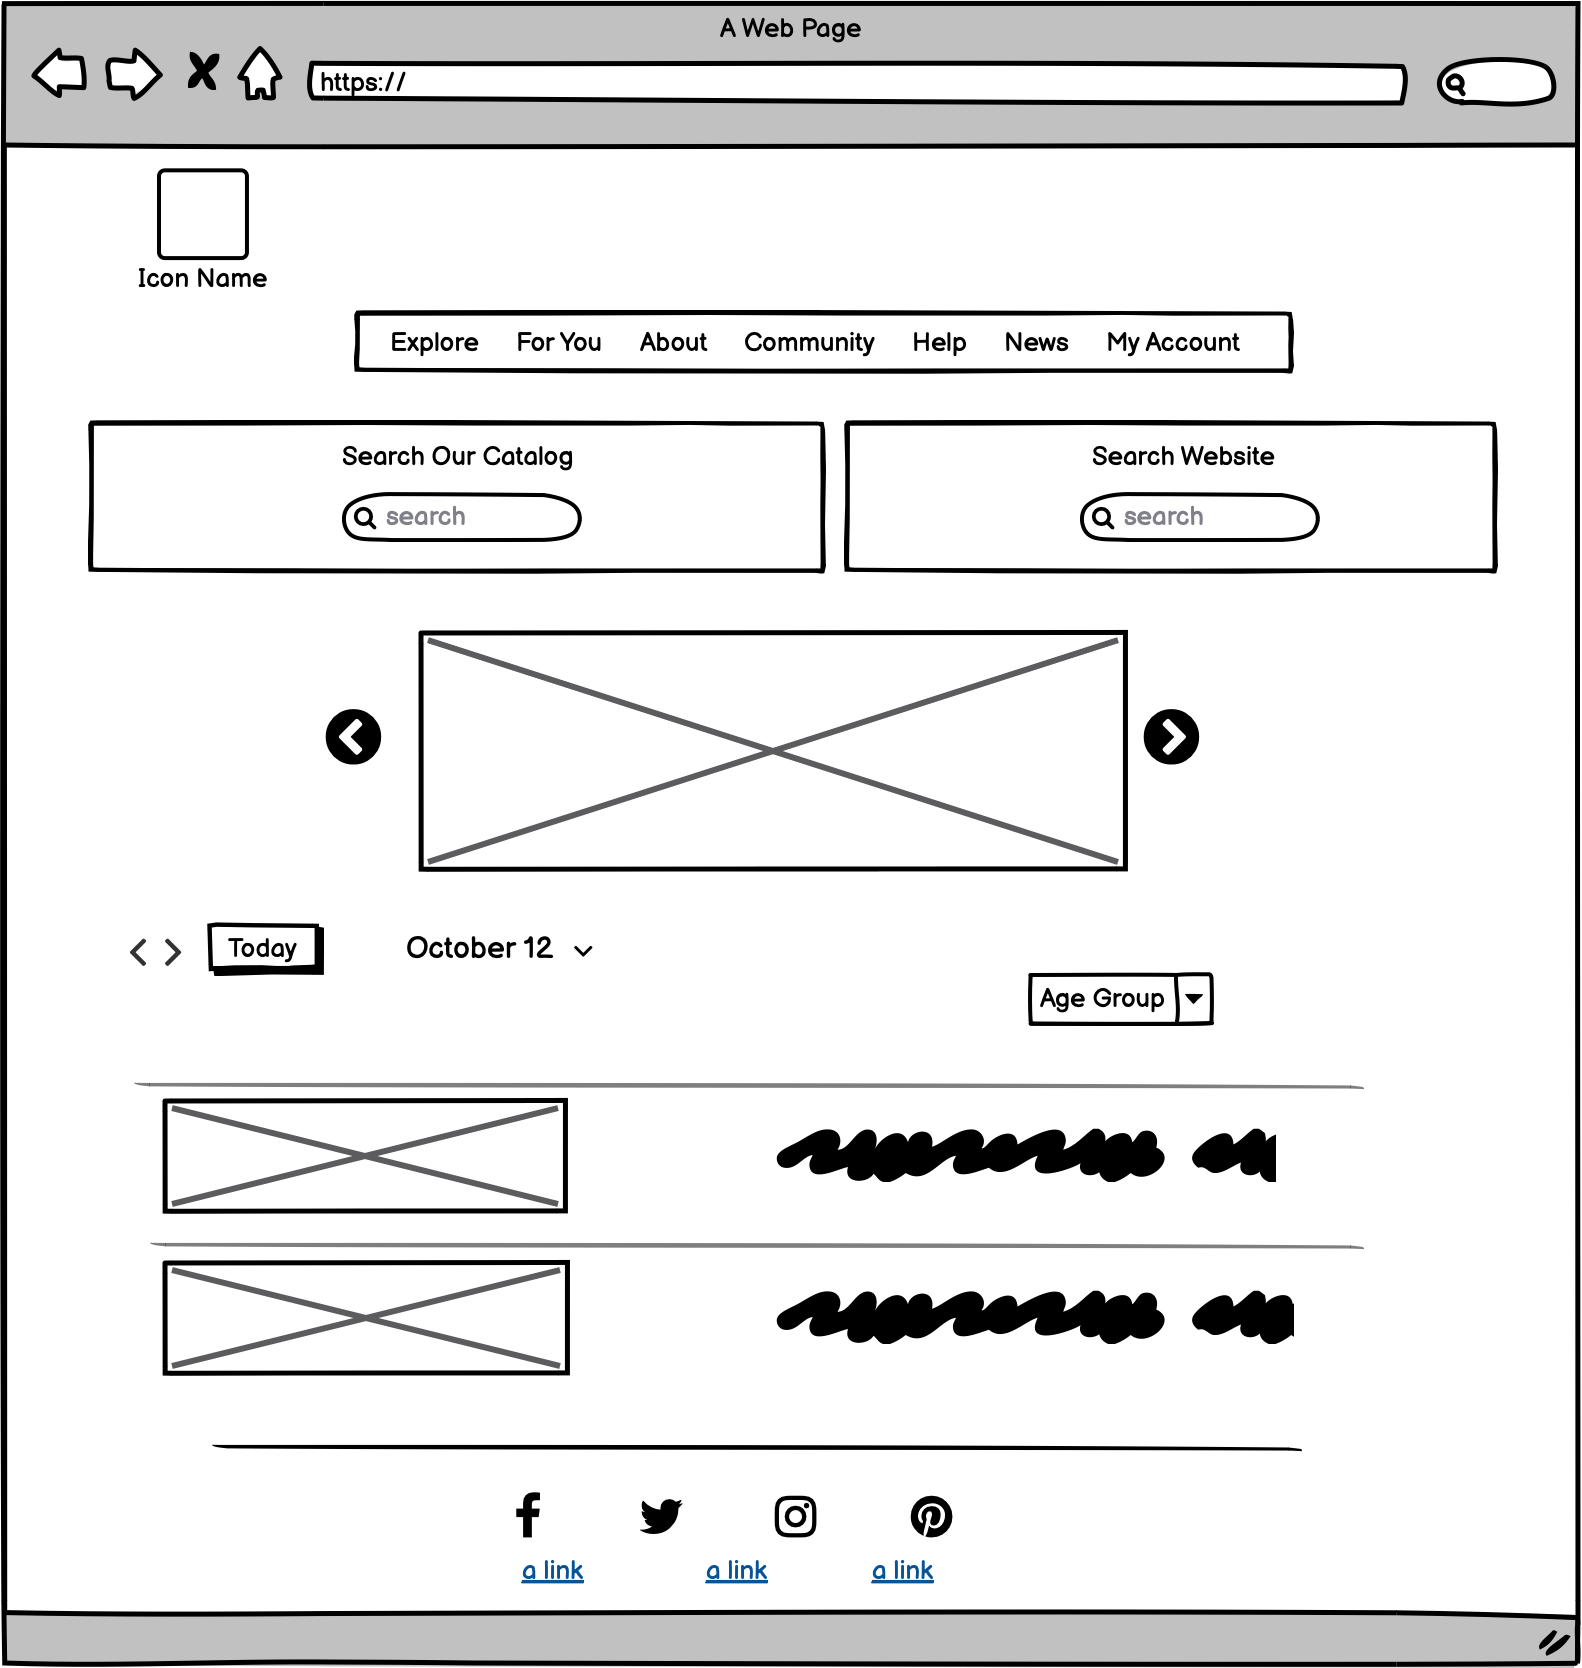 A Web Page
https://
Icon Name
Explore For You About Community Help News My Account
Search Our Catalog
search
Search Website
search
Today
October 12
Age Group
a link a link a link